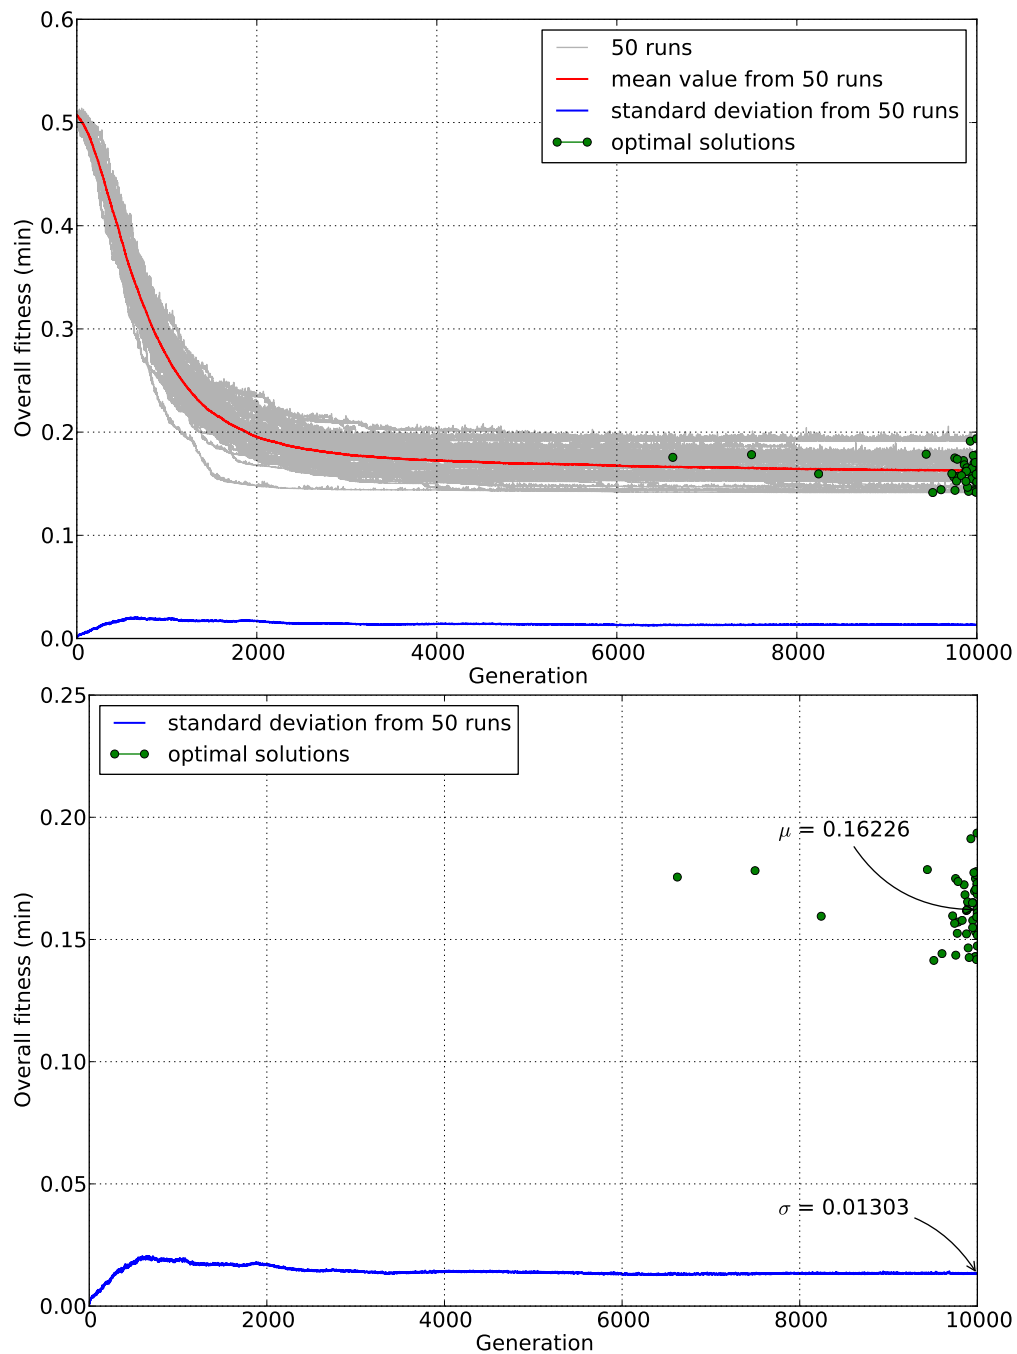 0.6
50 runs
mean value from 50 runs
standard deviation from 50 runs
optimal solutions
0.5
0.4
0.3
0.2
0.1
0.0
Overall fitness (min)
0 2000 4000 6000 8000 10000
Generation
0.25
standard deviation from 50 runs
optimal solutions
0.20
μ = 0.16226
0.15
0.10
0.05
σ = 0.01303
0.00
Overall fitness (min)
0 2000 4000 6000 8000 10000
Generation